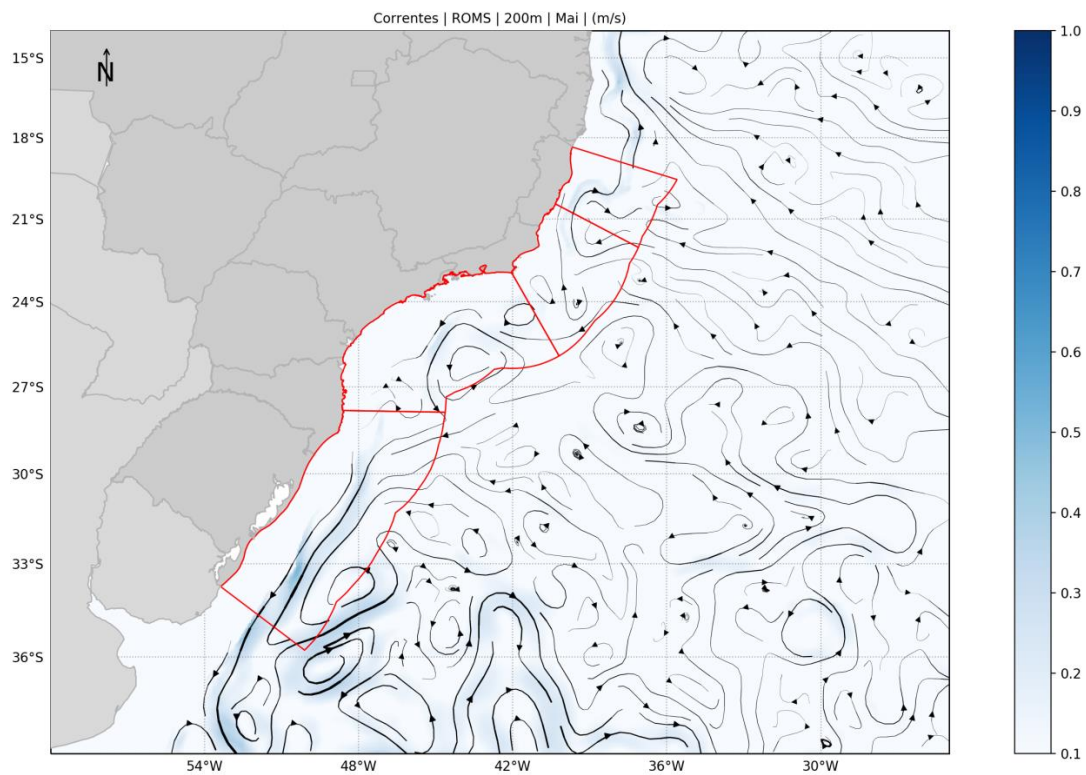 Correntes | ROMS | 200m | Mai | (m/s)
N
15°S
18°S
21°S
24°S
27°S
30°S
33°S
36°S
54°W
48°W
42°W
36°W
30°W
1.0
0.9
0.8
0.7
0.6
0.5
0.4
0.3
0.2
0.1